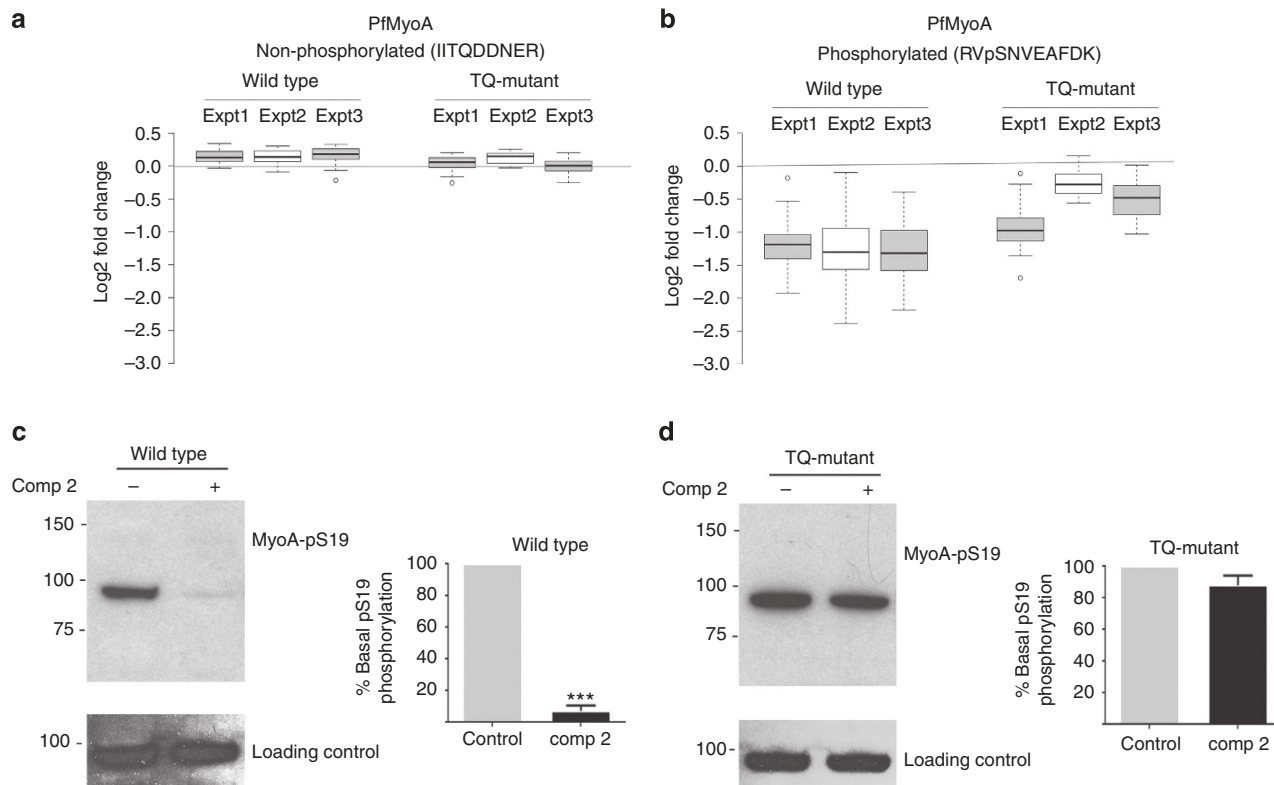 a
PfMyoA
Non-phosphorylated (IITQDDNER)
Wild type TQ-mutant
Expt1 Expt2 Expt3 Expt1 Expt2 Expt3
Log2 fold change
0.5
0.0
–0.5
–1.0
–1.5
–2.0
–2.5
–3.0
b
PfMyoA
Phosphorylated (RVpSNVEAFDK)
Wild type TQ-mutant
Expt1 Expt2 Expt3 Expt1 Expt2 Expt3
Log2 fold change
0.5
0.0
–0.5
–1.0
–1.5
–2.0
–2.5
–3.0
c
Wild type
Comp 2 – +
150
MyoA-pS19
100
75
100
Loading control
Wild type
% Basal pS19
phosphorylation
100
80
60
40
20
***
Control comp 2
d
TQ-mutant
Comp 2 – +
150
MyoA-pS19
100
75
100
Loading control
TQ-mutant
% Basal pS19
phosphorylation
100
80
60
40
20
Control comp 2